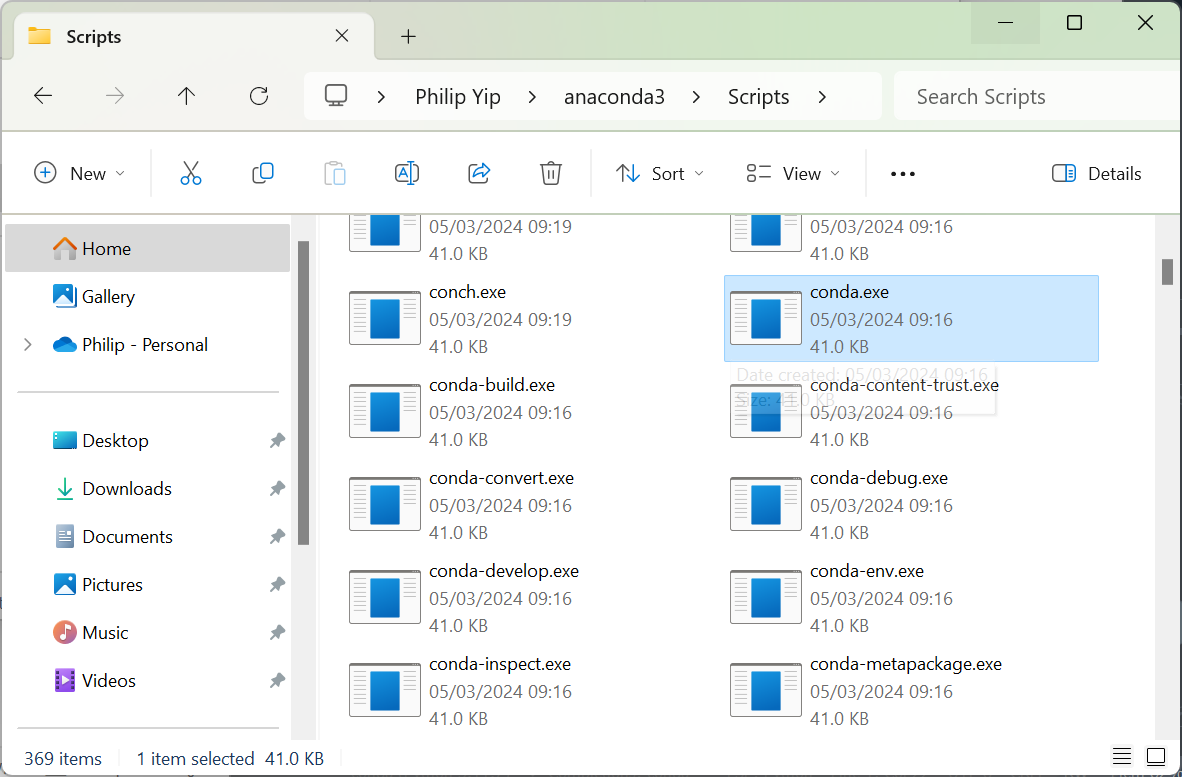 Scripts
Philip Yip anaconda3 Scripts
Search Scripts
New
Sort
View
Details
Home
Gallery
Philip - Personal
Desktop
Downloads
Documents
Pictures
Music
Videos
05/03/2024 09:19
41.0 KB
05/03/2024 09:16
41.0 KB
conch.exe
05/03/2024 09:19
41.0 KB
conda.exe
05/03/2024 09:16
41.0 KB
Date created: 05/03/2024 09:16
Size: 41.0 KB
conda-build.exe
05/03/2024 09:16
41.0 KB
conda-content-trust.exe
05/03/2024 09:16
41.0 KB
conda-convert.exe
05/03/2024 09:16
41.0 KB
conda-debug.exe
05/03/2024 09:16
41.0 KB
conda-develop.exe
05/03/2024 09:16
41.0 KB
conda-env.exe
05/03/2024 09:16
41.0 KB
conda-inspect.exe
05/03/2024 09:16
41.0 KB
conda-metapackage.exe
05/03/2024 09:16
41.0 KB
369 items 1 item selected 41.0 KB